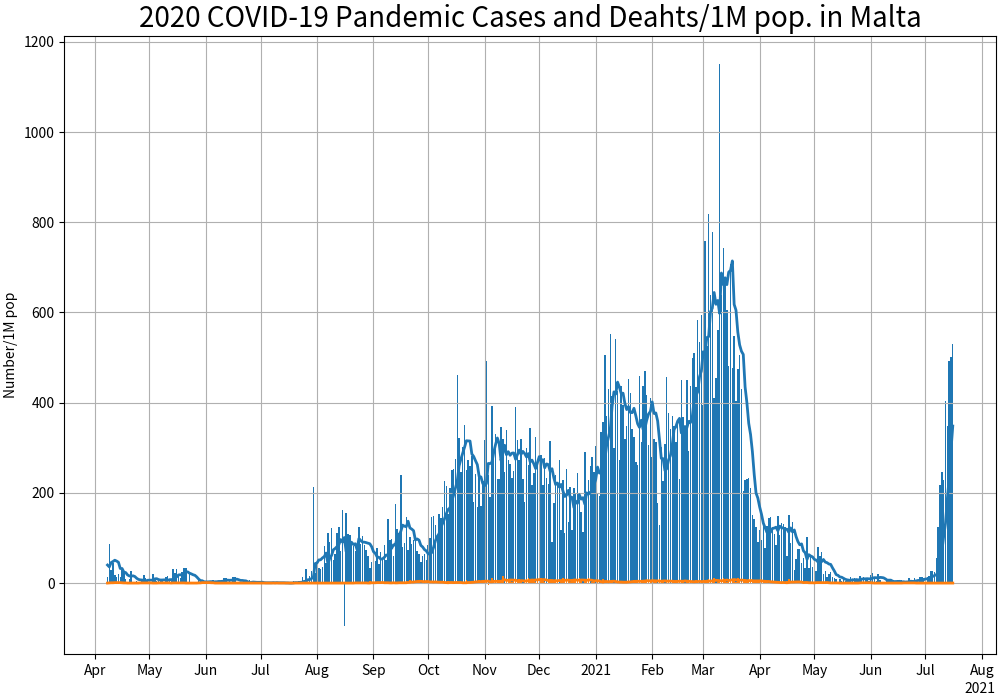 2020 COVID-19 Pandemic Cases and Deahts/1M pop. in Malta
Number/1M pop
1200
1000
800
600
400
200
0
Apr May Jun Jul Aug Sep Oct Nov Dec 2021 Feb Mar Apr May Jun Jul Aug
2021